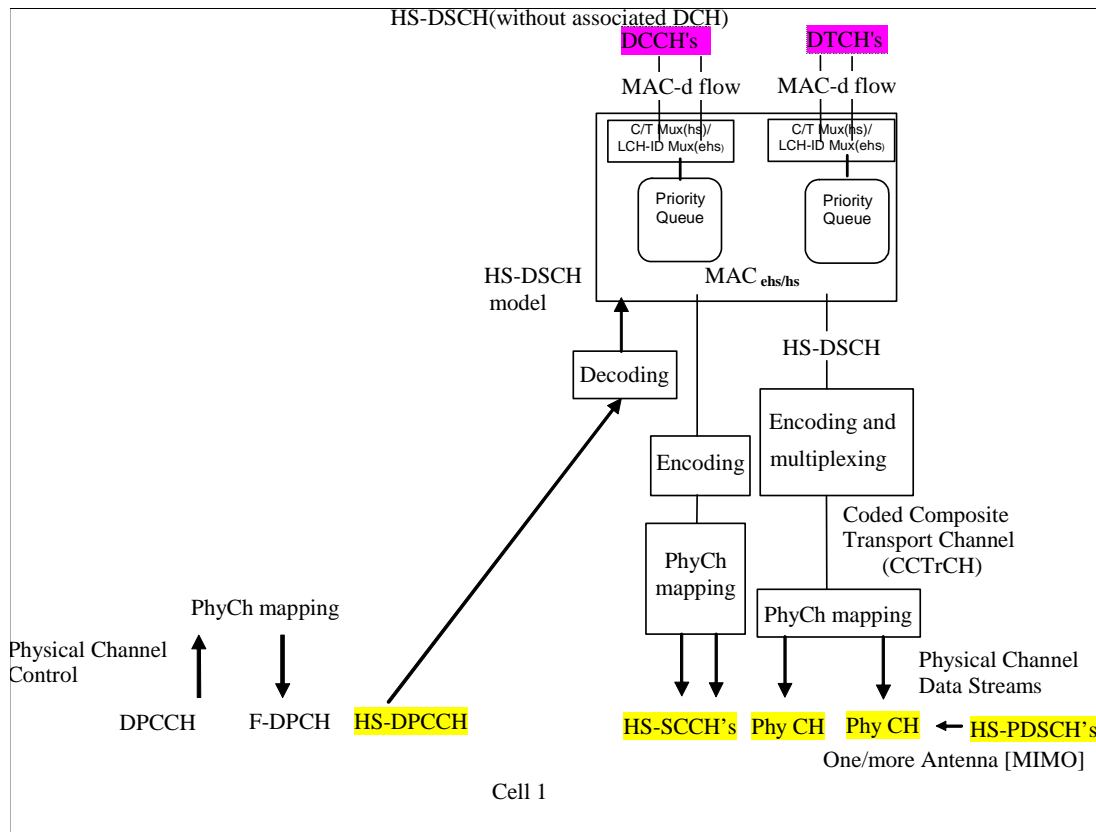 HS-DSCH(without associated DCH)
DCCH's
DTCH's
MAC-d flow
MAC-d flow
C/T Mux(hs)/
LCH-ID Mux(ehs)
C/T Mux(hs)/
LCH-ID Mux(ehs)
Priority
Queue
Priority
Queue
HS-DSCH
model
MAC ehs/hs
HS-DSCH
Decoding
Encoding and
multiplexing
Encoding
Coded Composite
Transport Channel
(CCTrCH)
PhyCh
mapping
PhyCh mapping
PhyCh mapping
Physical Channel
Control
Physical Channel
Data Streams
DPCCH
F-DPCH
HS-DPCCH
HS-SCCH’s
Phy CH
Phy CH
HS-PDSCH’s
One/more Antenna [MIMO]
Cell 1